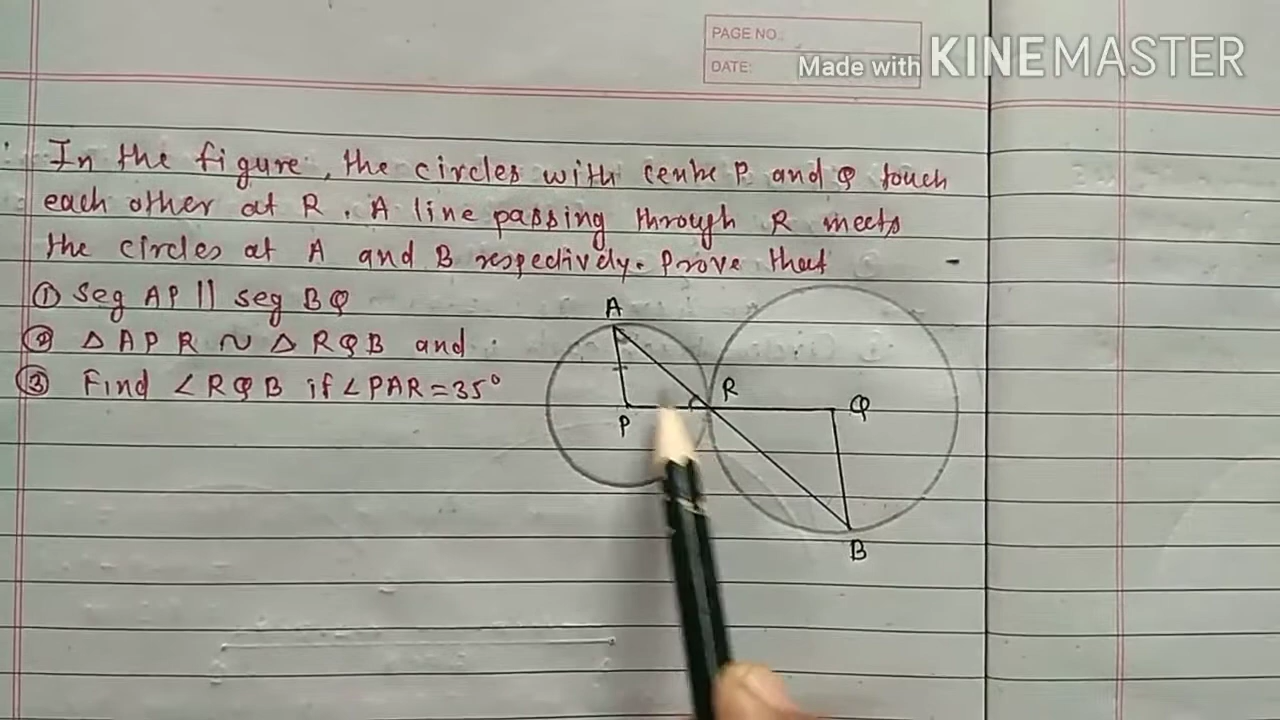 PAGE NO.:
DATE:
Made with KINEMASTER
In the figure, the circles with centre P and Q touch
each other at R. A line passing through R meets
the circles at A and B respectively. Prove that
① Seg AP || seg BQ
② △ APR ~ △ RQB and
③ Find ∠RQB if ∠PAR = 35°
A
R
Q
P
B